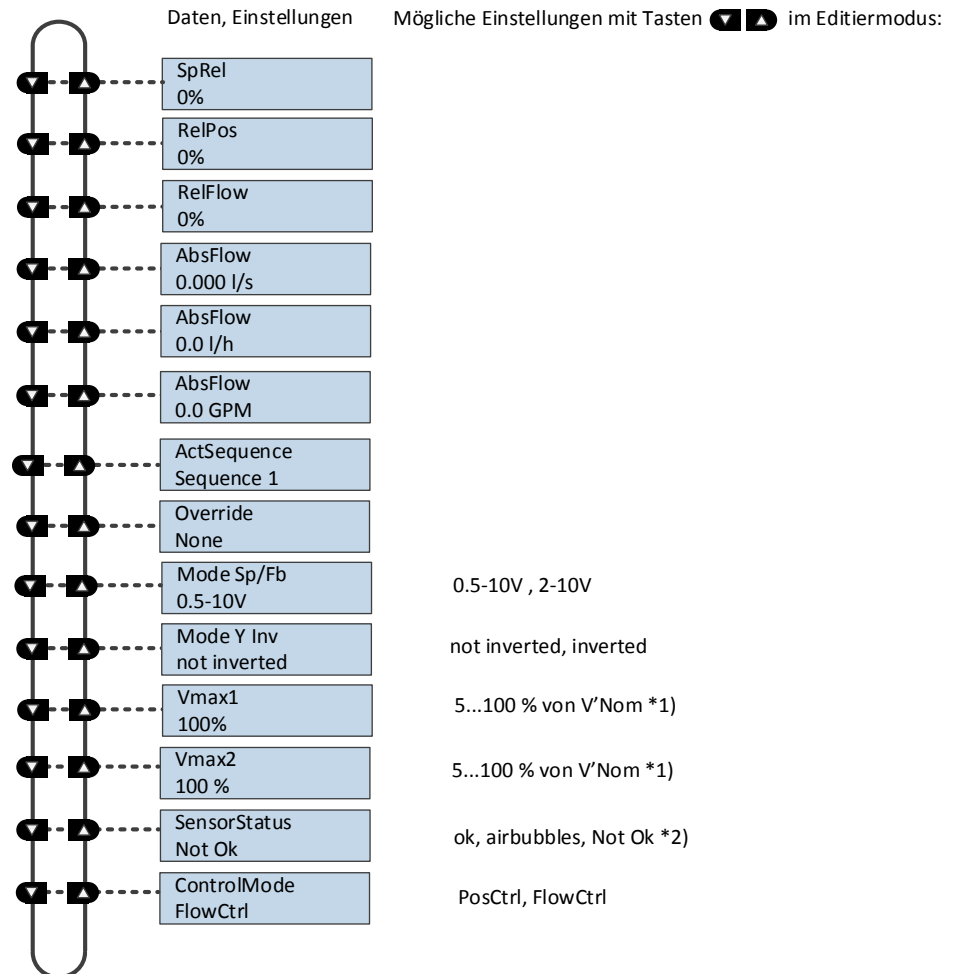 Daten, Einstellungen Mögliche Einstellungen mit Tasten im Editiermodus:
SpRel
0%
RelPos
0%
RelFlow
0%
AbsFlow
0.000 l/s
AbsFlow
0.0 l/h
AbsFlow
0.0 GPM
ActSequence
Sequence 1
Override
None
Mode Sp/Fb
0.5-10V
0.5-10V , 2-10V
Mode Y Inv
not inverted
not inverted, inverted
Vmax1
100%
5...100 % von V’Nom *1)
Vmax2
100 %
5...100 % von V’Nom *1)
SensorStatus
Not Ok
ok, airbubbles, Not Ok *2)
ControlMode
FlowCtrl
PosCtrl, FlowCtrl